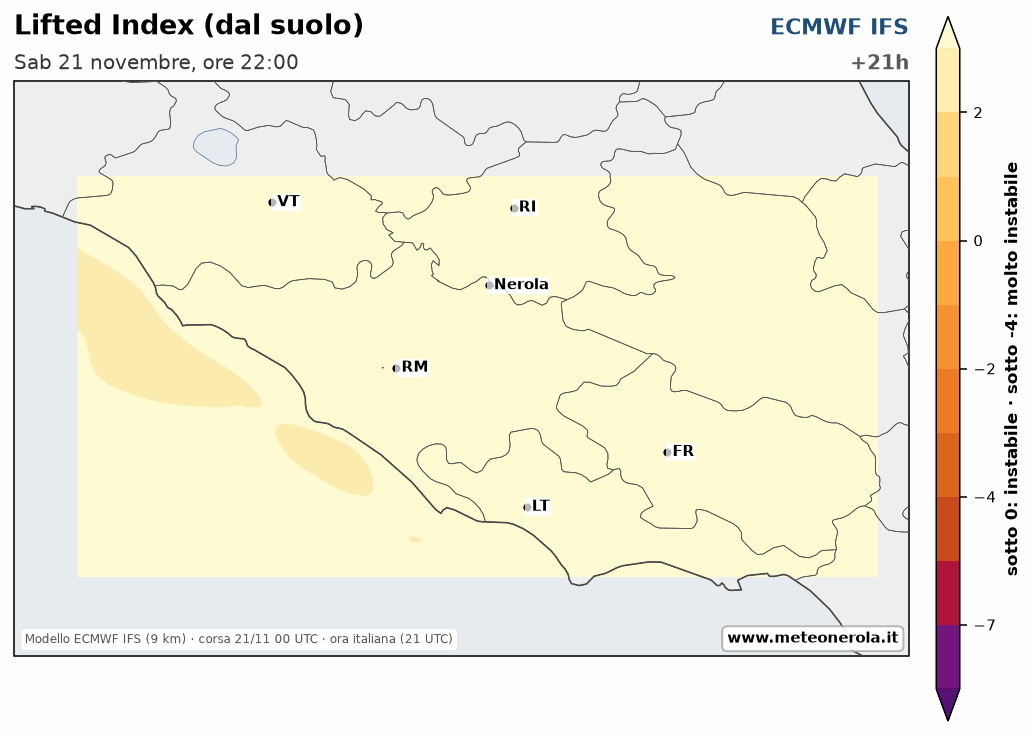 Lifted Index (dal suolo)
ECMWF IFS
Sab 21 novembre, ore 22:00
+21h
VT
RI
Nerola
RM
FR
LT
2
0
−2
−4
−7
sotto 0: instabile · sotto -4: molto instabile
Modello ECMWF IFS (9 km) · corsa 21/11 00 UTC · ora italiana (21 UTC)
www.meteonerola.it